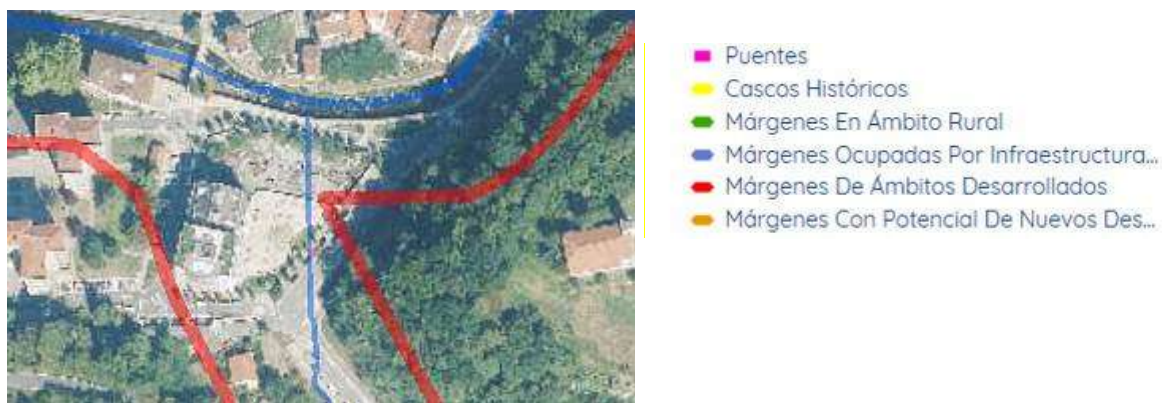 Puentes
Cascos Históricos
Márgenes En Ámbito Rural
Márgenes Ocupadas Por Infraestructura...
Márgenes De Ámbitos Desarrollados
Márgenes Con Potencial De Nuevos Des...